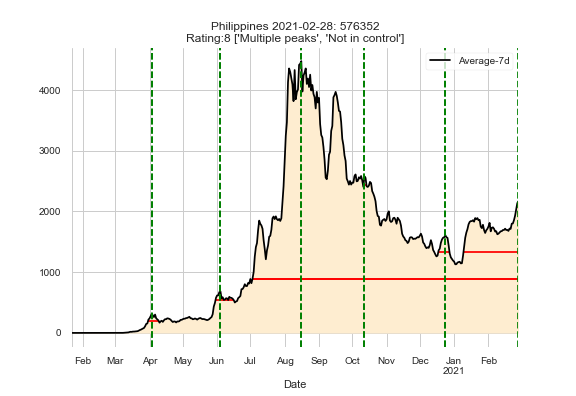 Philippines 2021-02-28: 576352
Rating:8 ['Multiple peaks', 'Not in control']
Average-7d
4000
3000
2000
1000
0
Feb Mar Apr May Jun Jul Aug Sep Oct Nov Dec Jan Feb
2021
Date